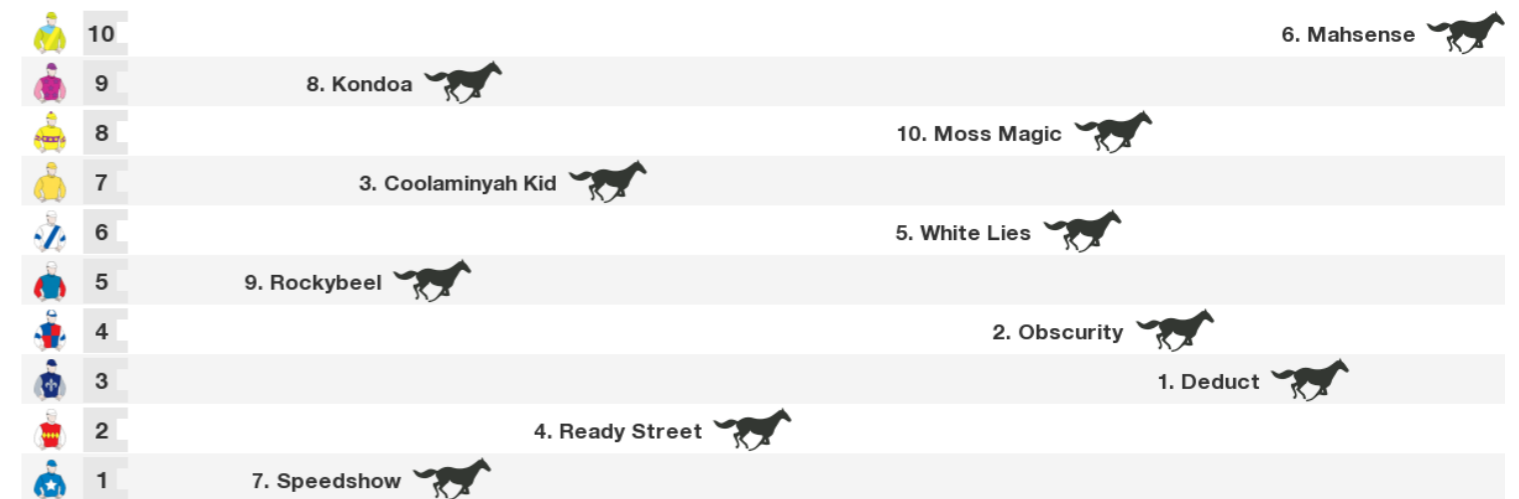 10 6. Mahsense
9 8. Kondoa
8 10. Moss Magic
7 3. Coolaminyah Kid
6 5. White Lies
5 9. Rockybeel
4 2. Obscurity
3 1. Deduct
2 4. Ready Street
1 7. Speedshow